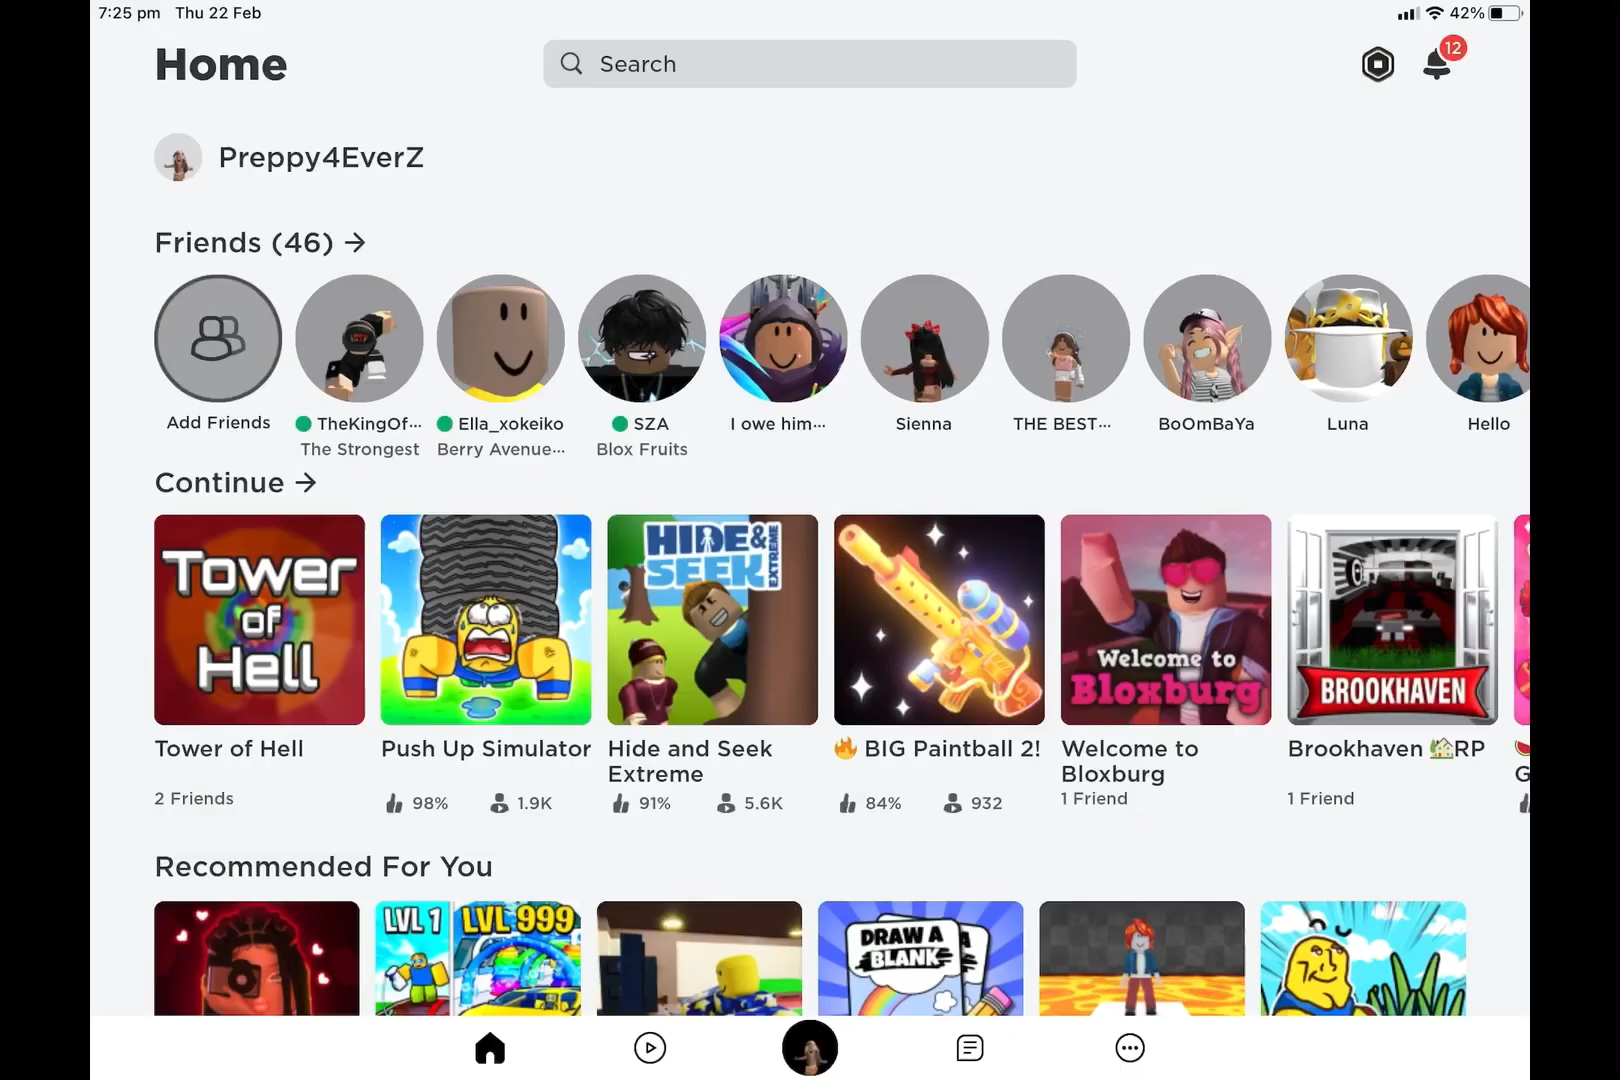 7:25 pm Thu 22 Feb 42%
Home
Search
12
Preppy4EverZ
Friends (46) →
Add Friends
TheKingOf...
The Strongest
Ella_xokeiko
Berry Avenue...
SZA
Blox Fruits
I owe him...
Sienna
THE BEST...
BoOmBaYa
Luna
Hello
Continue →
Tower
of
Hell
HIDE &
SEEK
EXTREME
Welcome to
Bloxburg
BROOKHAVEN
Tower of Hell
2 Friends
Push Up Simulator
98% 1.9K
Hide and Seek
Extreme
91% 5.6K
🔥 BIG Paintball 2!
84% 932
Welcome to
Bloxburg
1 Friend
Brookhaven 🏡RP
1 Friend
G
Recommended For You
LVL 1 LVL 999
DRAW A
BLANK